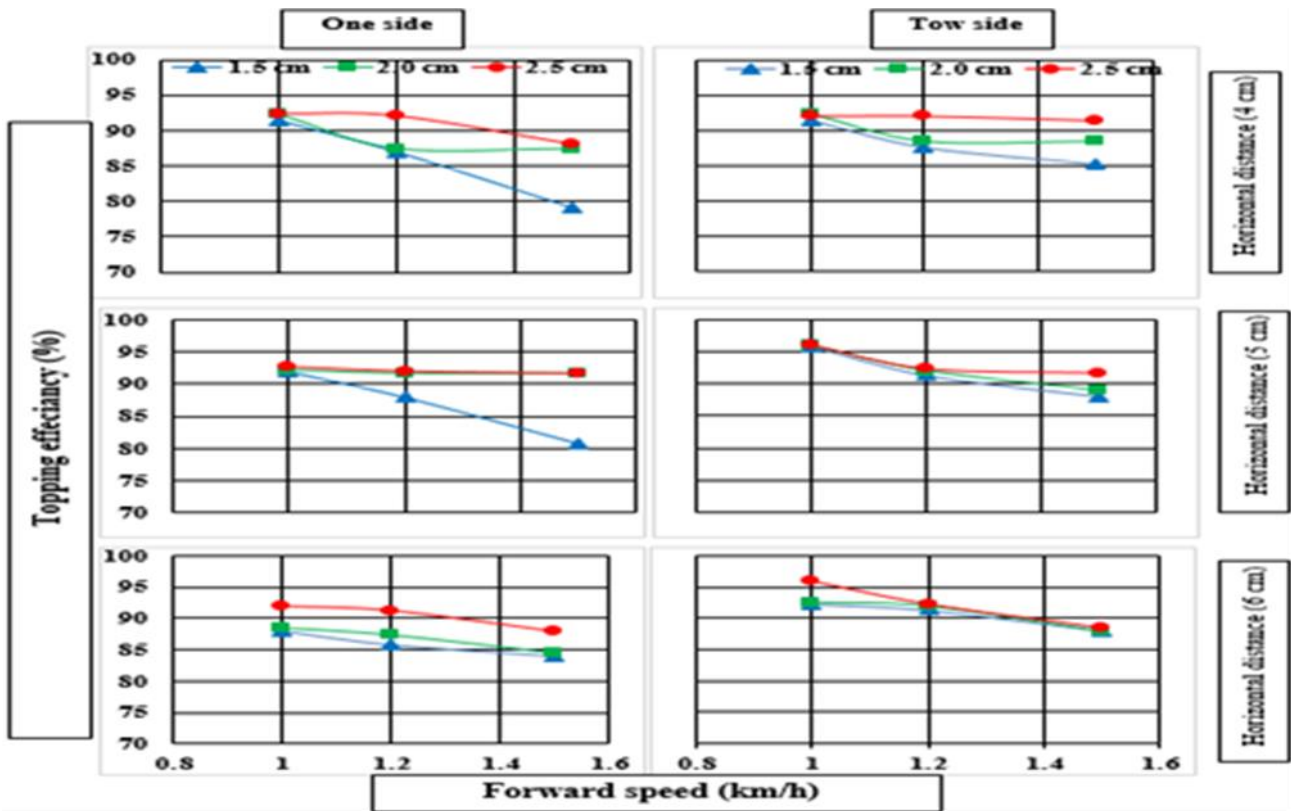 One side
Tow side
1.5 cm 2.0 cm 2.5 cm
1.5 cm 2.0 cm 2.5 cm
100
95
90
85
80
75
70
Horizontal distance (4 cm)
Topping effeciancy (%)
100
95
90
85
80
75
70
Horizontal distance (5 cm)
100
95
90
85
80
75
70
Horizontal distance (6 cm)
0.8 1 1.2 1.4 1.6
0.8 1 1.2 1.4 1.6
Forward speed (km/h)